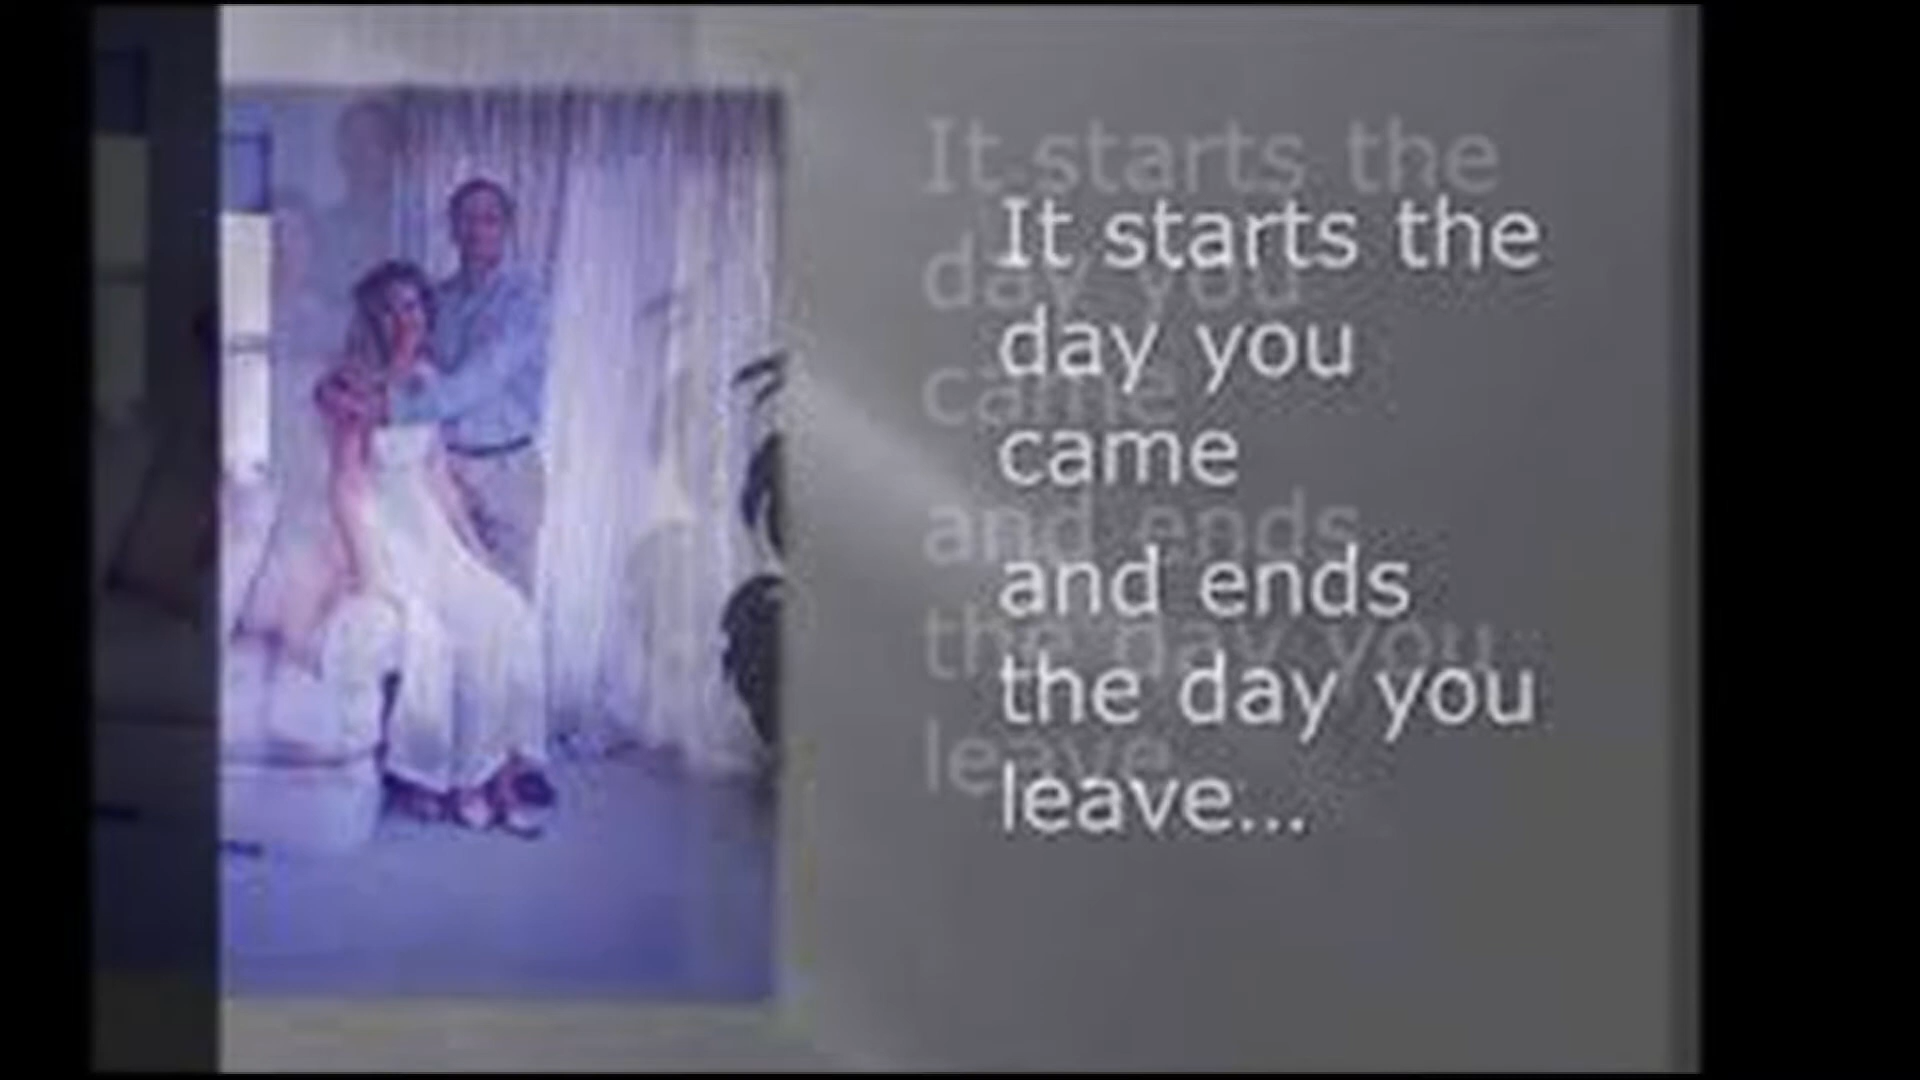 It starts the
day you
came
and ends
the day you
leave...